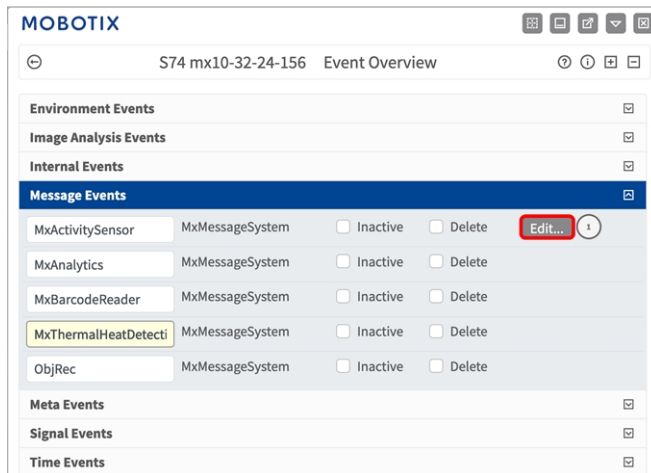 MOBOTIX
S74 mx10-32-24-156 Event Overview
Environment Events
Image Analysis Events
Internal Events
Message Events
MxActivitySensor MxMessageSystem Inactive Delete Edit... 1
MxAnalytics MxMessageSystem Inactive Delete
MxBarcodeReader MxMessageSystem Inactive Delete
MxThermalHeatDetecti MxMessageSystem Inactive Delete
ObjRec MxMessageSystem Inactive Delete
Meta Events
Signal Events
Time Events